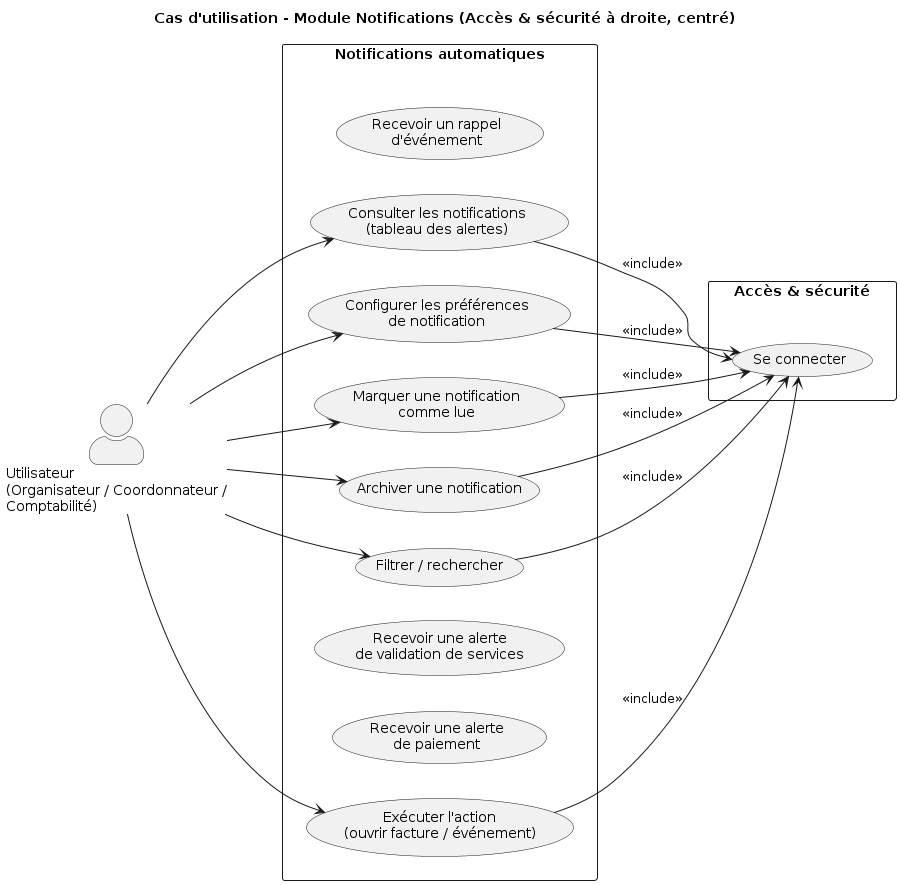 Cas d'utilisation - Module Notifications (Accès & sécurité à droite, centré)
Notifications automatiques
Recevoir un rappel
d'événement
Consulter les notifications
(tableau des alertes)
«include»
Accès & sécurité
Configurer les préférences
de notification
«include»
Se connecter
Marquer une notification
comme lue
«include»
«include»
Utilisateur
(Organisateur / Coordonnateur /
Comptabilité)
Archiver une notification
«include»
Filtrer / rechercher
Recevoir une alerte
de validation de services
«include»
Recevoir une alerte
de paiement
Exécuter l'action
(ouvrir facture / événement)